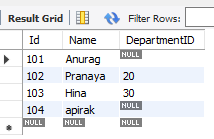 Result Grid Filter Rows:
Id Name DepartmentID
101 Anurag NULL
102 Pranaya 20
103 Hina 30
104 apirak NULL
NULL NULL NULL